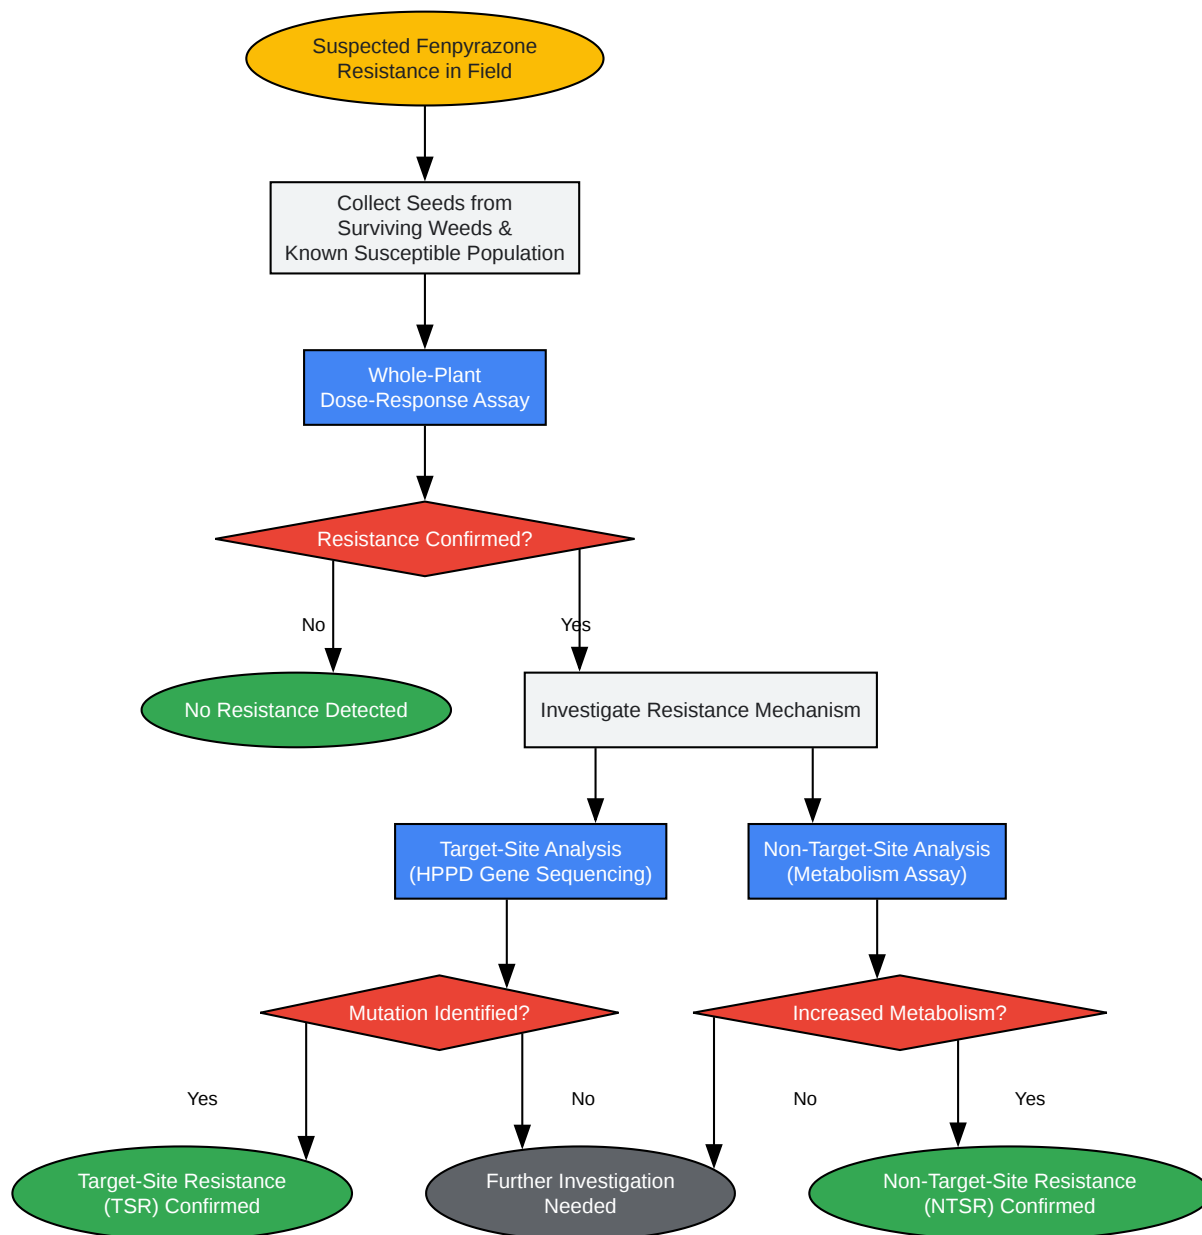 Suspected Fenpyrazone
Resistance in Field
Collect Seeds from
Surviving Weeds &
Known Susceptible Population
Whole-Plant
Dose-Response Assay
Resistance Confirmed?
No
Yes
No Resistance Detected
Investigate Resistance Mechanism
Target-Site Analysis
(HPPD Gene Sequencing)
Non-Target-Site Analysis
(Metabolism Assay)
Mutation Identified?
Increased Metabolism?
Yes
No
No
Yes
Target-Site Resistance
(TSR) Confirmed
Further Investigation
Needed
Non-Target-Site Resistance
(NTSR) Confirmed